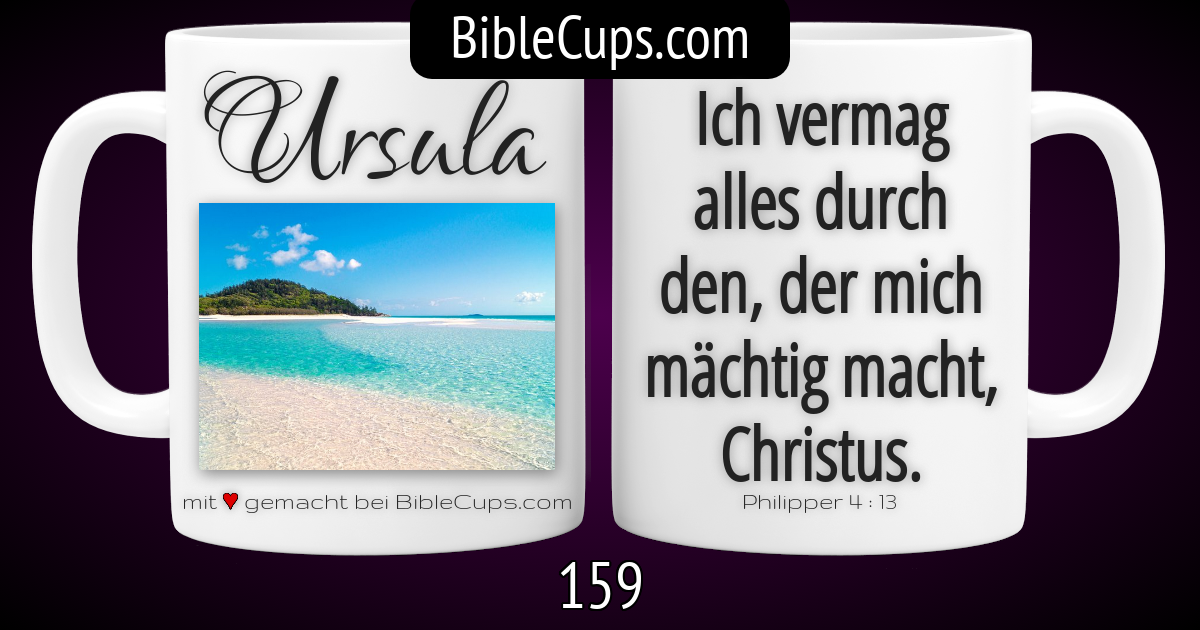 BibleCups.com
Ursula
mit ♥ gemacht bei BibleCups.com
Ich vermag
alles durch
den, der mich
mächtig macht,
Christus.
Philipper 4 : 13
159